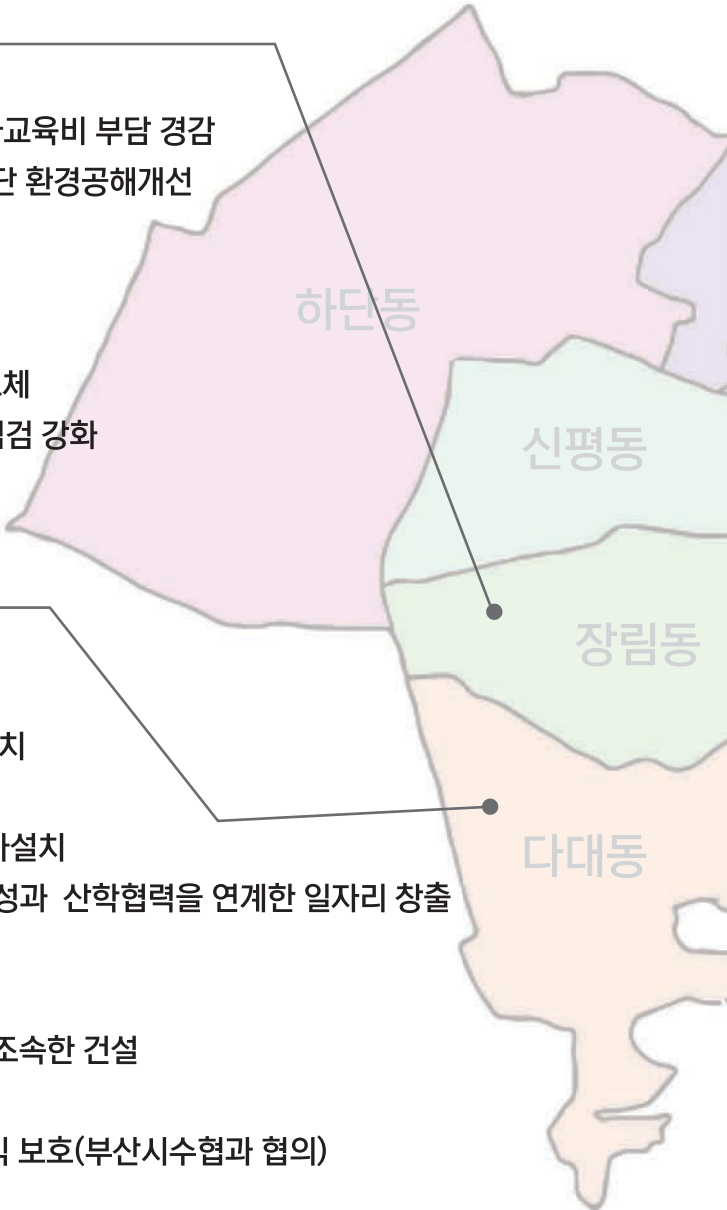 교육비 부담 경감
환경공해개선
하단동
체
검 강화
신평동
장림동
치
설치
다대동
성과 산학협력을 연계한 일자리 창출
조속한 건설
보호(부산시수협과 협의)